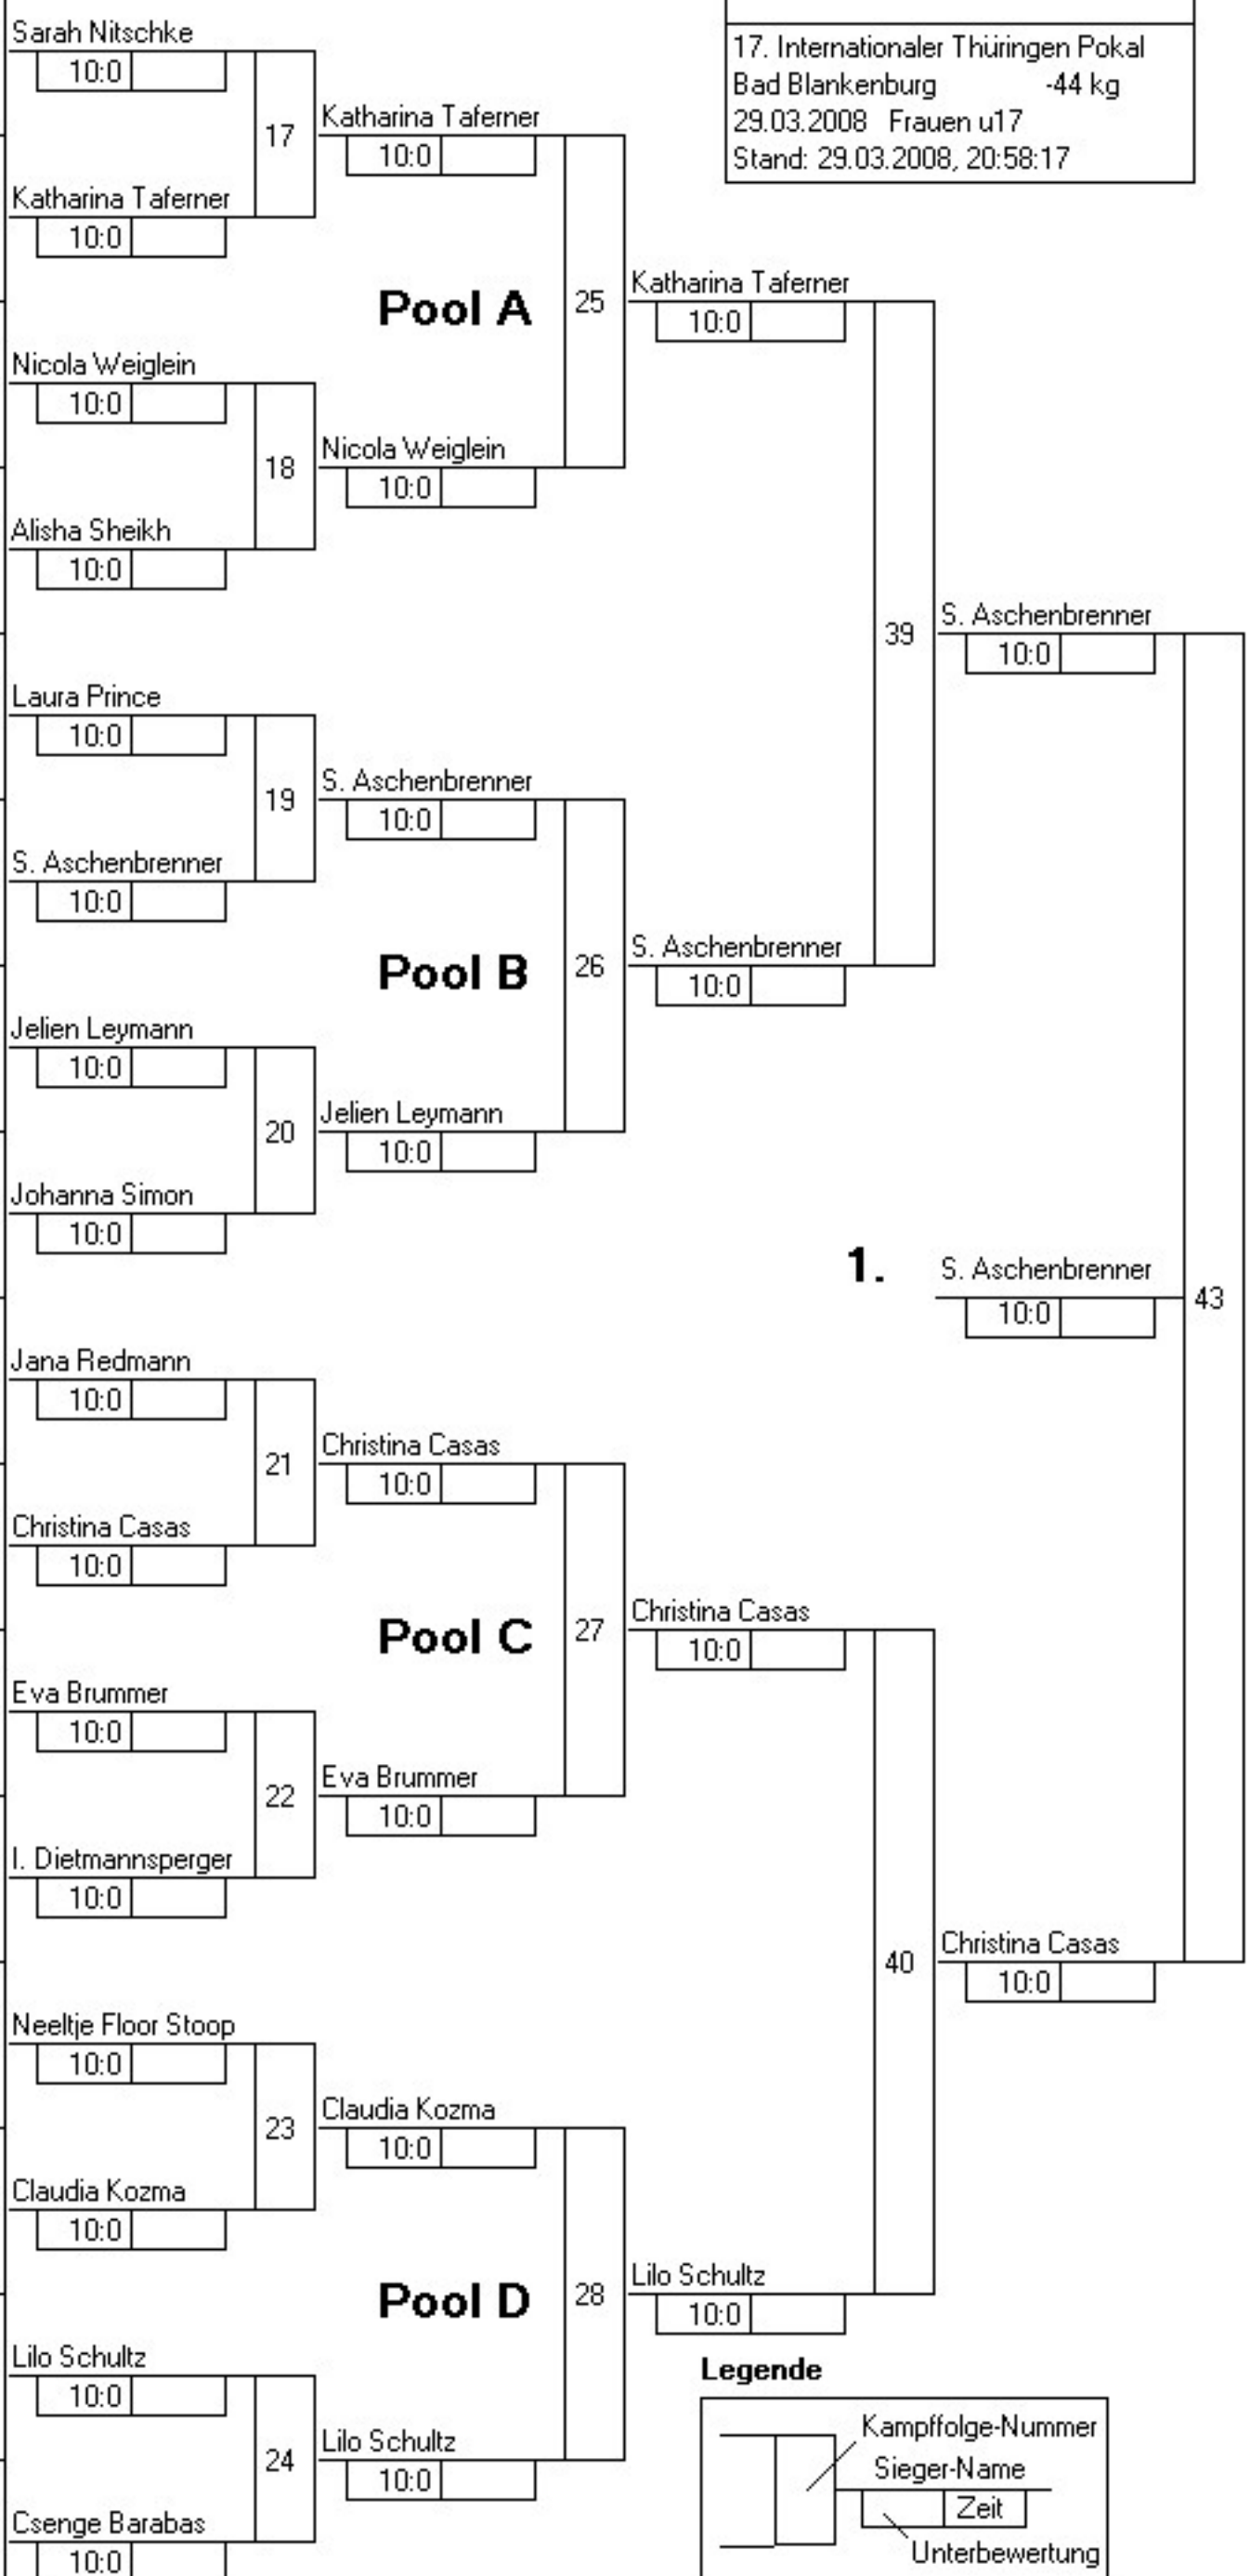 17. Internationaler Thüringen Pokal
Bad Blankenburg -44 kg
29.03.2008 Frauen u17
Stand: 29.03.2008, 20:58:17
Sarah Nitschke
10:0
17
Katharina Taferner
10:0
Katharina Taferner
10:0
Pool A
25
Katharina Taferner
10:0
Nicola Weiglein
10:0
18
Nicola Weiglein
10:0
Alisha Sheikh
10:0
39
S. Aschenbrenner
10:0
Laura Prince
10:0
19
S. Aschenbrenner
10:0
S. Aschenbrenner
10:0
Pool B
26
S. Aschenbrenner
10:0
Jelien Leymann
10:0
20
Jelien Leymann
10:0
Johanna Simon
10:0
1.
S. Aschenbrenner
10:0
43
Jana Redmann
10:0
21
Christina Casas
10:0
Christina Casas
10:0
Pool C
27
Christina Casas
10:0
Eva Brummer
10:0
22
Eva Brummer
10:0
I. Dietmannsperger
10:0
40
Christina Casas
10:0
Neeltje Floor Stoop
10:0
23
Claudia Kozma
10:0
Claudia Kozma
10:0
Pool D
28
Lilo Schultz
10:0
Lilo Schultz
10:0
24
Lilo Schultz
10:0
Csenge Barabas
10:0
Legende
Kampffolge-Nummer
Sieger-Name
Zeit
Unterbewertung